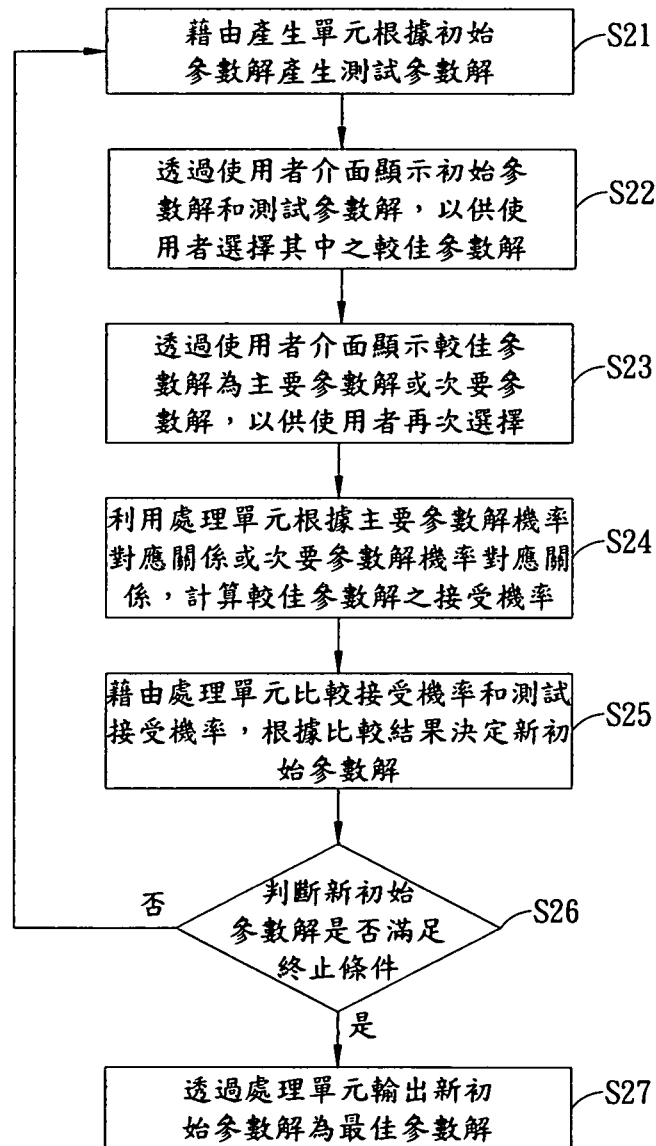 藉由產生單元根據初始
參數解產生測試參數解
S21
透過使用者介面顯示初始參
數解和測試參數解，以供使
用者選擇其中之較佳參數解
S22
透過使用者介面顯示較佳參
數解為主要參數解或次要參
數解，以供使用者再次選擇
S23
利用處理單元根據主要參數解機率
對應關係或次要參數解機率對應關
係，計算較佳參數解之接受機率
S24
藉由處理單元比較接受機率和測試
接受機率，根據比較結果決定新初
始參數解
S25
判斷新初始
參數解是否滿足
終止條件
S26
否
是
透過處理單元輸出新初
始參數解為最佳參數解
S27